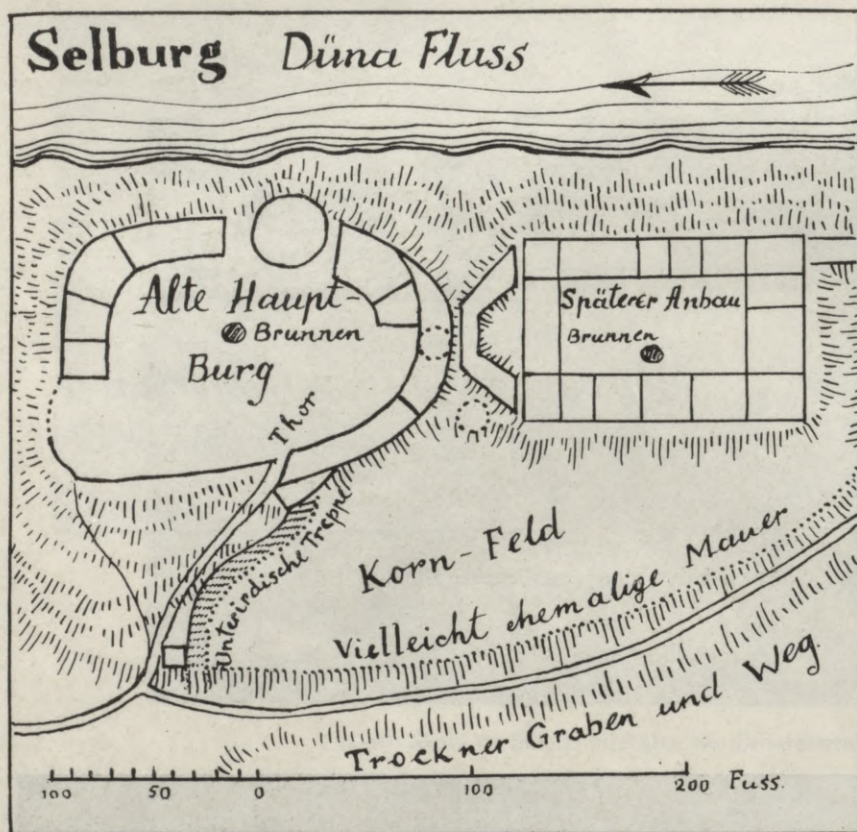 Selburg Düna Fluss
Alte Haupt-
Burg
Brunnen
Späterer Anbau
Brunnen
Thor
Unterirdische Treppe
Korn-Feld
Vielleicht ehemalige Mauer
Trockner Graben und Weg.
100 50 0 100 200 Fuss.